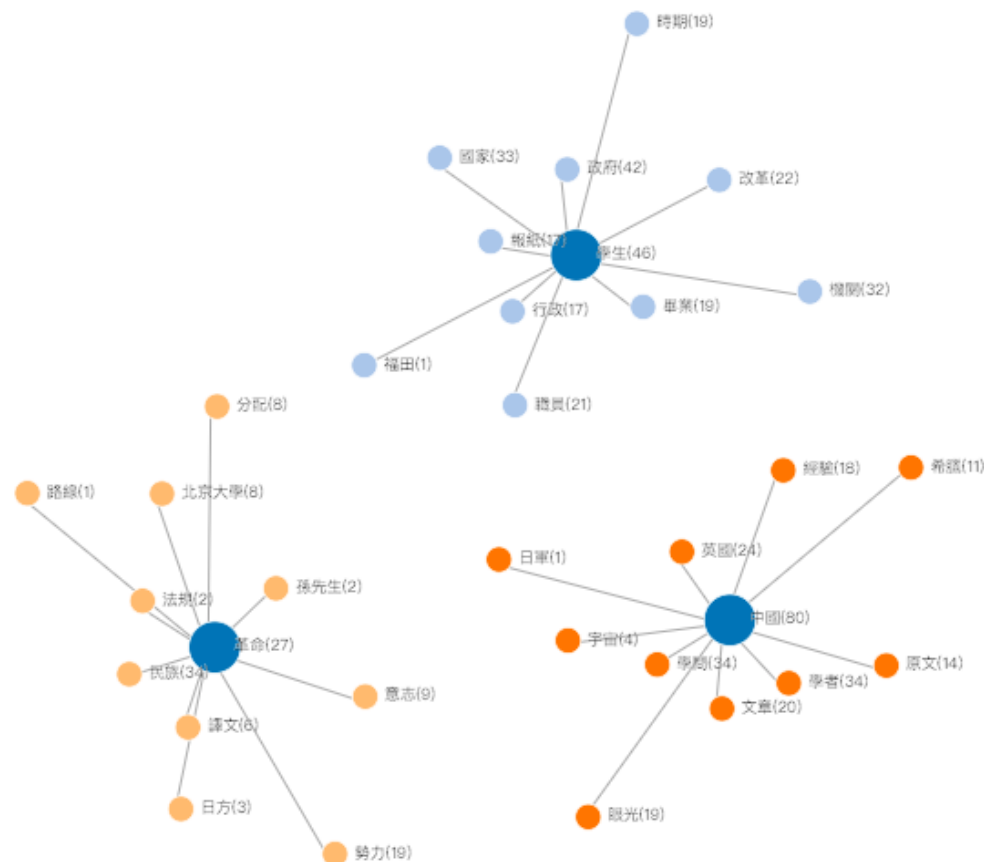 時期(19)
國家(33)
政府(42)
改革(22)
報紙(17)
學生(46)
機關(32)
行政(17)
畢業(19)
福田(1)
職員(21)
分配(8)
路線(1)
北京大學(8)
法規(2)
孫先生(2)
革命(27)
民族(34)
意志(9)
譯文(6)
日方(3)
勢力(19)
經驗(18)
希臘(11)
日軍(1)
英國(24)
中國(80)
宇宙(4)
學問(34)
原文(14)
學者(34)
文章(20)
眼光(19)